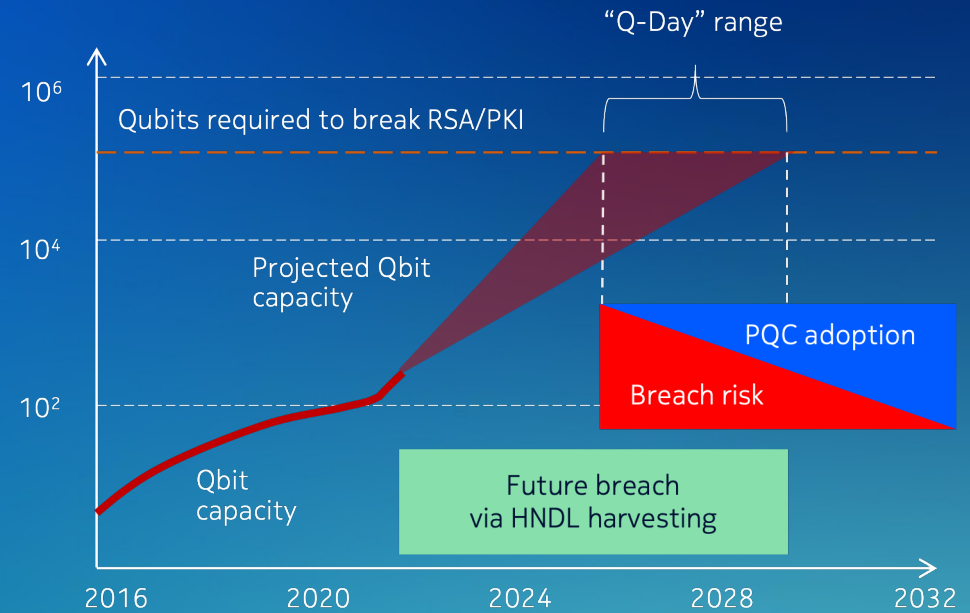 “Q-Day” range
10⁶
Qubits required to break RSA/PKI
10⁴
Projected Qbit
capacity
PQC adoption
Breach risk
10²
Qbit
capacity
Future breach
via HNDL harvesting
2016
2020
2024
2028
2032